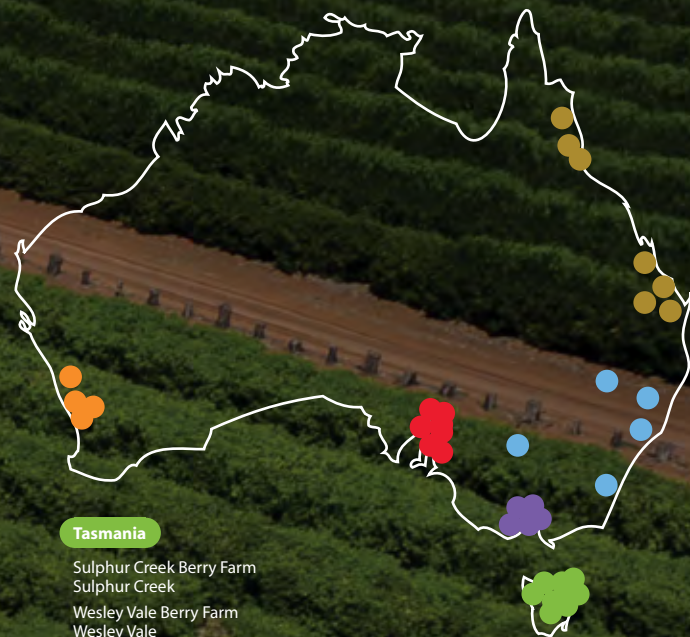 Tasmania
Sulphur Creek Berry Farm
Sulphur Creek
Wesley Vale Berry Farm
Wesley Vale